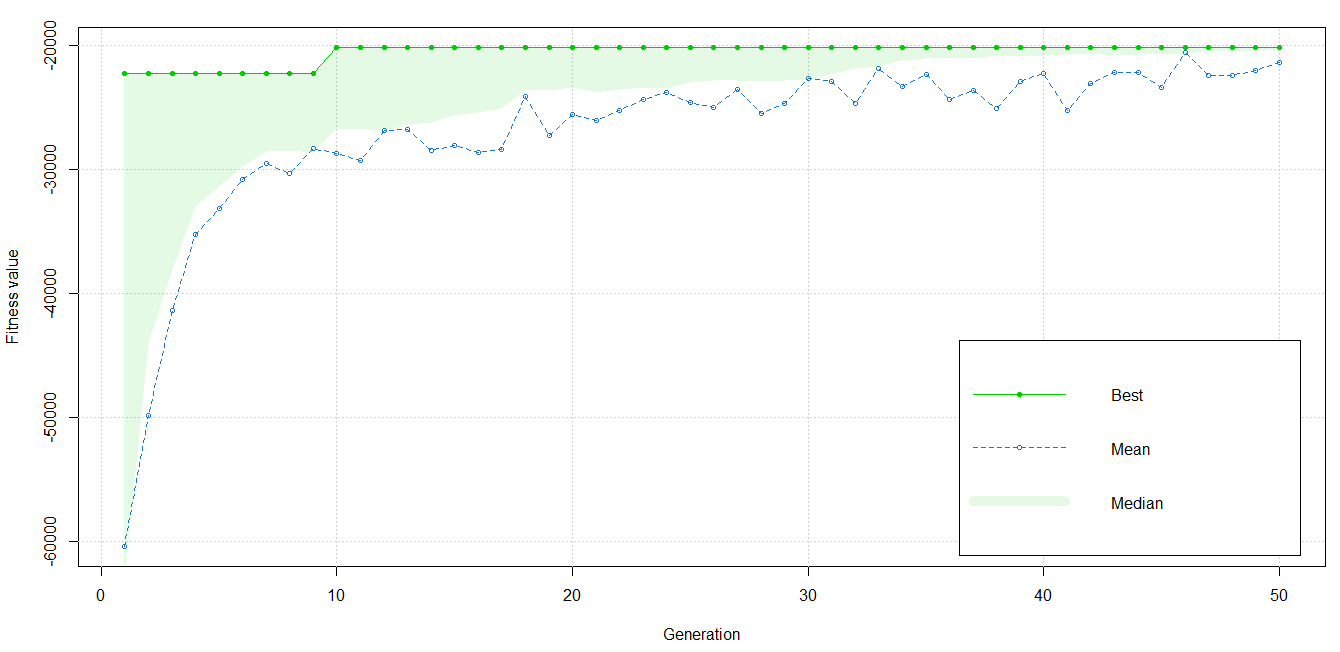 Fitness value
-20000
-30000
-40000
-50000
-60000
Best
Mean
Median
0 10 20 30 40 50
Generation